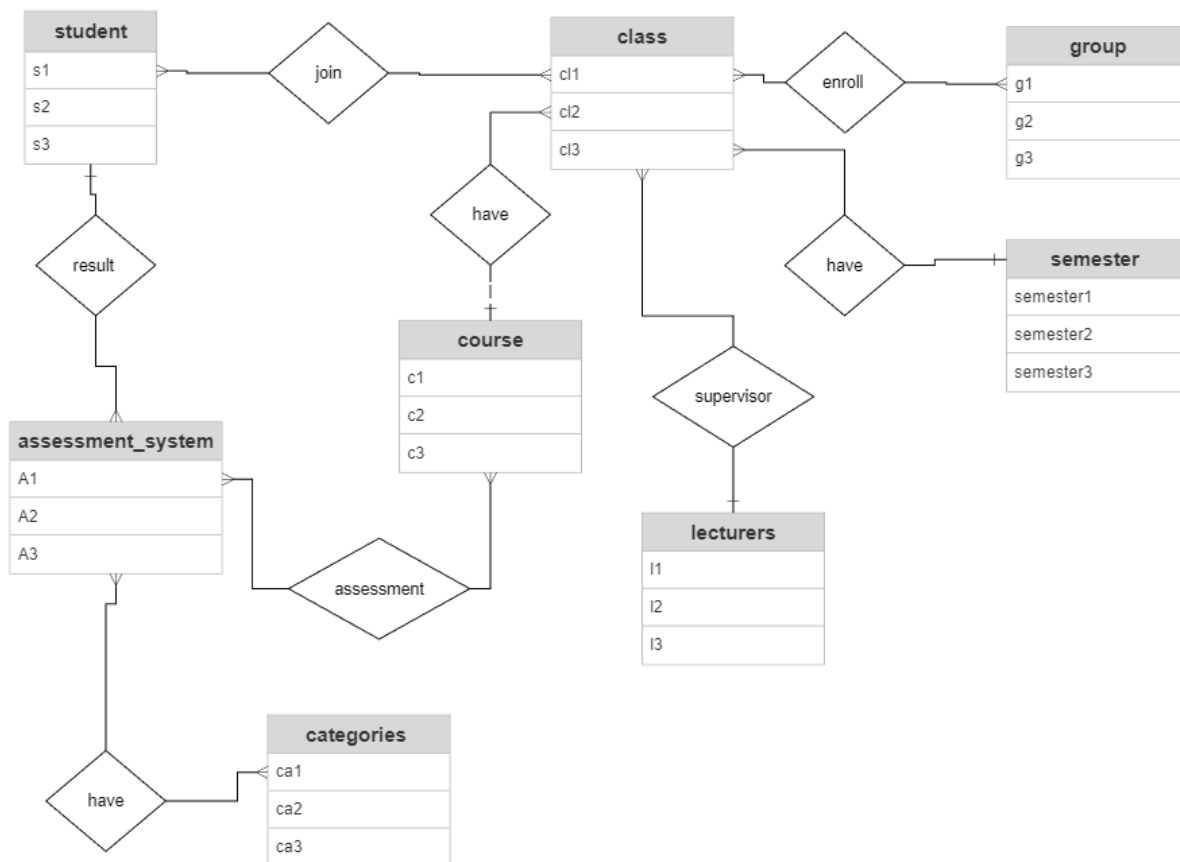 student
s1
s2
s3
join
class
cl1
cl2
cl3
enroll
group
g1
g2
g3
result
have
have
semester
semester1
semester2
semester3
course
c1
c2
c3
supervisor
assessment_system
A1
A2
A3
assessment
lecturers
l1
l2
l3
have
categories
ca1
ca2
ca3